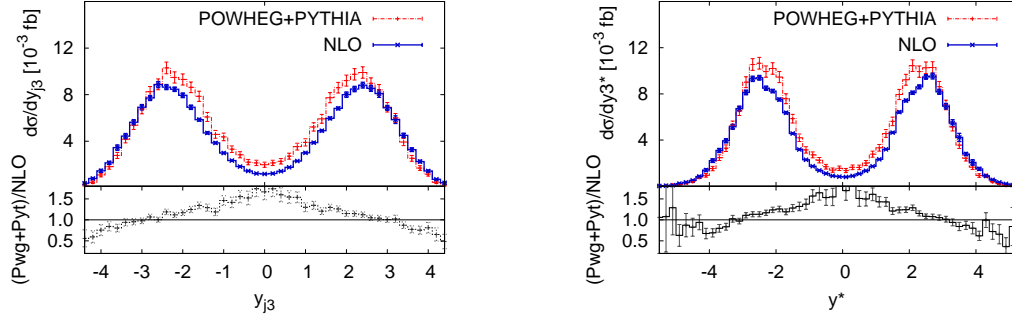 dσ/dy_j3 [10^-3 fb]
POWHEG+PYTHIA
NLO
12
8
4
(Pwg+Pyt)/NLO
1.5
1.0
0.5
-4 -3 -2 -1 0 1 2 3 4
y_j3
dσ/dy3* [10^-3 fb]
POWHEG+PYTHIA
NLO
12
8
4
(Pwg+Pyt)/NLO
1.5
1.0
0.5
-4 -2 0 2 4
y*